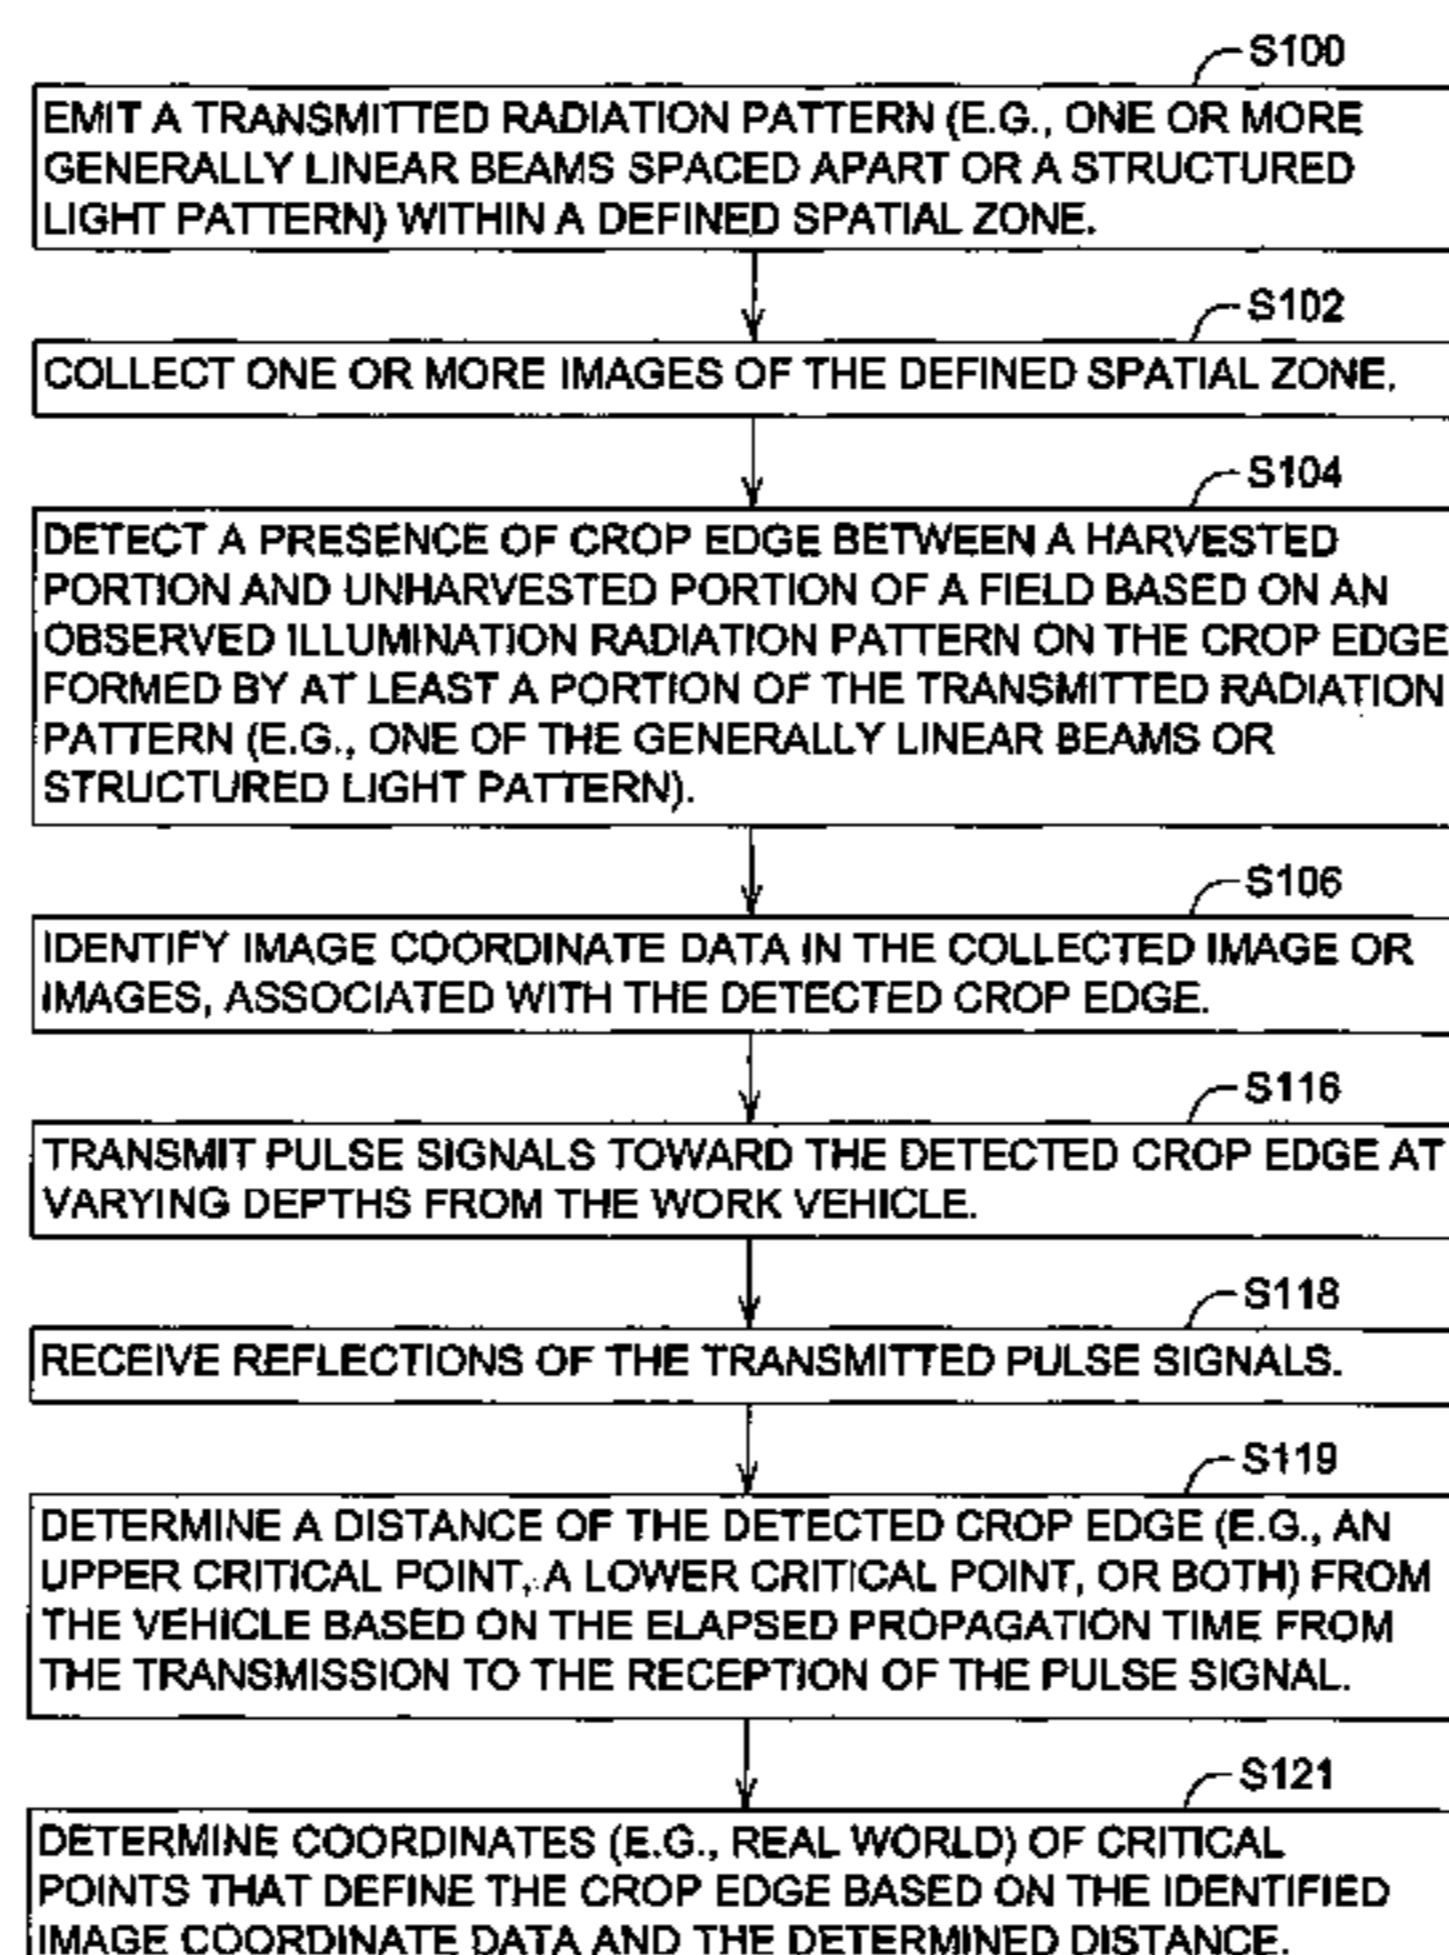 S100
EMIT A TRANSMITTED RADIATION PATTERN (E.G., ONE OR MORE
GENERALLY LINEAR BEAMS SPACED APART OR A STRUCTURED
LIGHT PATTERN) WITHIN A DEFINED SPATIAL ZONE.
S102
COLLECT ONE OR MORE IMAGES OF THE DEFINED SPATIAL ZONE.
S104
DETECT A PRESENCE OF CROP EDGE BETWEEN A HARVESTED
PORTION AND UNHARVESTED PORTION OF A FIELD BASED ON AN
OBSERVED ILLUMINATION RADIATION PATTERN ON THE CROP EDGE
FORMED BY AT LEAST A PORTION OF THE TRANSMITTED RADIATION
PATTERN (E.G., ONE OF THE GENERALLY LINEAR BEAMS OR
STRUCTURED LIGHT PATTERN).
S106
IDENTIFY IMAGE COORDINATE DATA IN THE COLLECTED IMAGE OR
IMAGES, ASSOCIATED WITH THE DETECTED CROP EDGE.
S116
TRANSMIT PULSE SIGNALS TOWARD THE DETECTED CROP EDGE AT
VARYING DEPTHS FROM THE WORK VEHICLE.
S118
RECEIVE REFLECTIONS OF THE TRANSMITTED PULSE SIGNALS.
S119
DETERMINE A DISTANCE OF THE DETECTED CROP EDGE (E.G., AN
UPPER CRITICAL POINT, A LOWER CRITICAL POINT, OR BOTH) FROM
THE VEHICLE BASED ON THE ELAPSED PROPAGATION TIME FROM
THE TRANSMISSION TO THE RECEPTION OF THE PULSE SIGNAL.
S121
DETERMINE COORDINATES (E.G., REAL WORLD) OF CRITICAL
POINTS THAT DEFINE THE CROP EDGE BASED ON THE IDENTIFIED
IMAGE COORDINATE DATA AND THE DETERMINED DISTANCE.